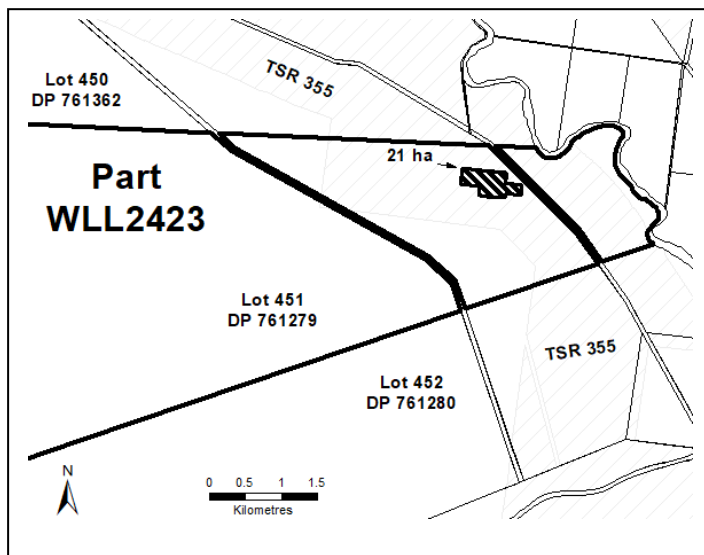 Lot 450
DP 761362
TSR 355
21 ha
Part
WLL2423
Lot 451
DP 761279
TSR 355
Lot 452
DP 761280
N
0 0.5 1 1.5
Kilometres